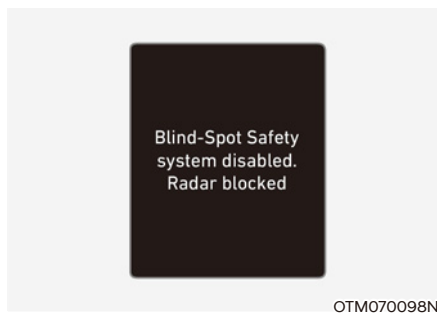 Blind-Spot Safety
system disabled.
Radar blocked
OTM070098N